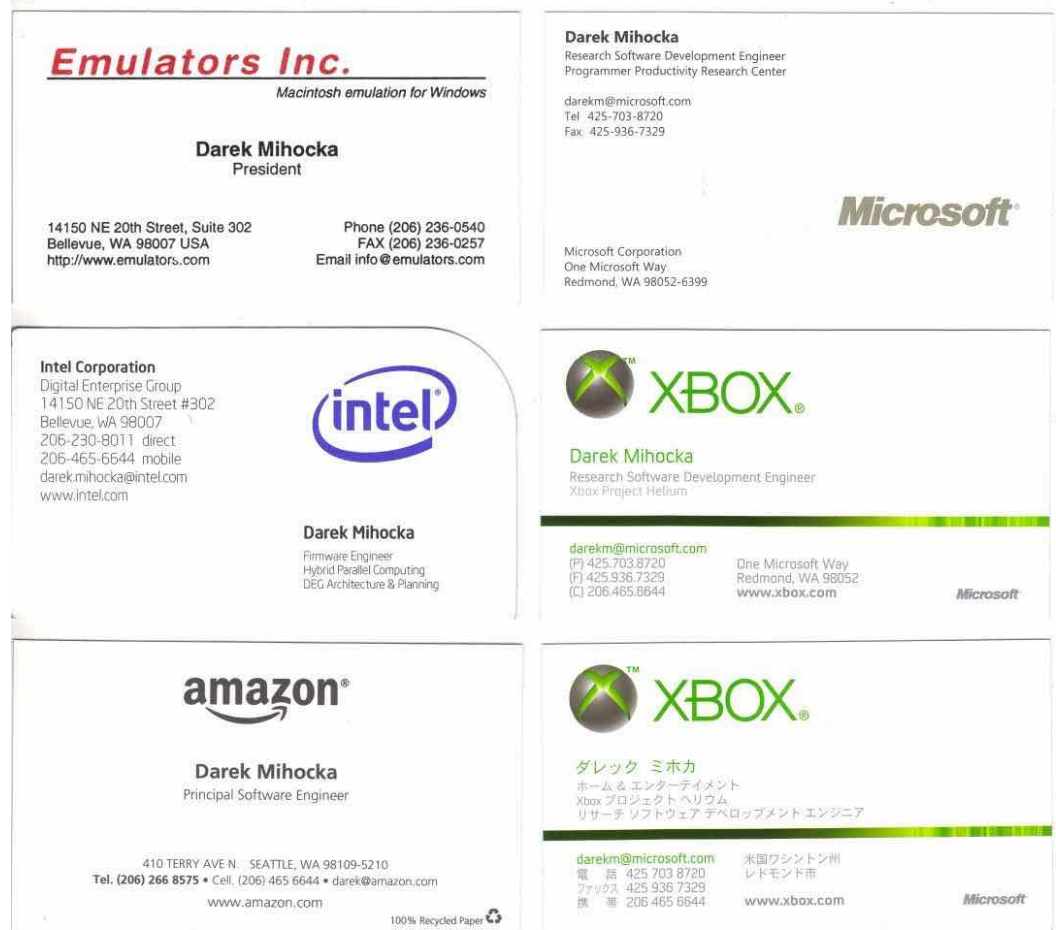 Emulators Inc.
Macintosh emulation for Windows
Darek Mihocka
President
14150 NE 20th Street, Suite 302
Bellevue, WA 98007 USA
http://www.emulators.com
Phone (206) 236-0540
FAX (206) 236-0257
Email info@emulators.com
Darek Mihocka
Research Software Development Engineer
Programmer Productivity Research Center
darekm@microsoft.com
Tel 425-703-8720
Fax 425-936-7329
Microsoft®
Microsoft Corporation
One Microsoft Way
Redmond, WA 98052-6399
Intel Corporation
Digital Enterprise Group
14150 NE 20th Street #302
Bellevue, WA 98007
206-230-8011 direct
206-465-6644 mobile
darek.mihocka@intel.com
www.intel.com
intel®
Darek Mihocka
Firmware Engineer
Hybrid Parallel Computing
DEG Architecture & Planning
™ XBOX®
Darek Mihocka
Research Software Development Engineer
Xbox Project Helium
darekm@microsoft.com
(P) 425.703.8720
(F) 425.936.7329
(C) 206.465.6644
One Microsoft Way
Redmond, WA 98052
www.xbox.com
Microsoft
amazon®
Darek Mihocka
Principal Software Engineer
410 TERRY AVE N. SEATTLE, WA 98109-5210
Tel. (206) 266 8575 • Cell. (206) 465 6644 • darek@amazon.com
www.amazon.com
100% Recycled Paper
™ XBOX®
ダレック ミホカ
ホーム & エンターテイメント
Xbox プロジェクト ヘリウム
リサーチ ソフトウェア デベロップメント エンジニア
darekm@microsoft.com
電 話 425 703 8720
ファックス 425 936 7329
携 帯 206 465 6644
米国ワシントン州
レドモンド市
www.xbox.com
Microsoft